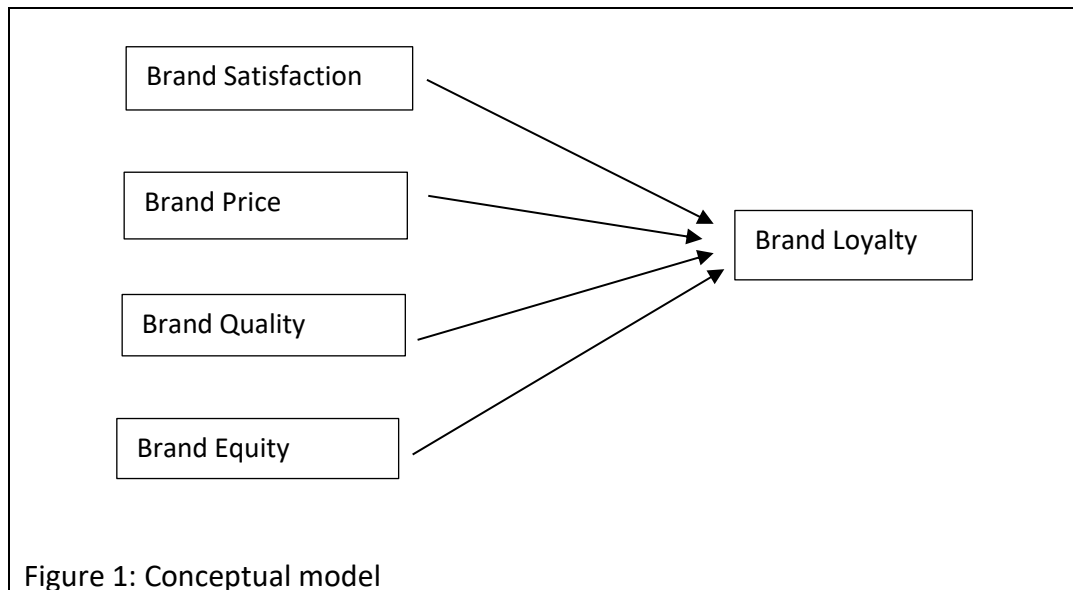 Brand Satisfaction
Brand Price
Brand Loyalty
Brand Quality
Brand Equity
Figure 1: Conceptual model